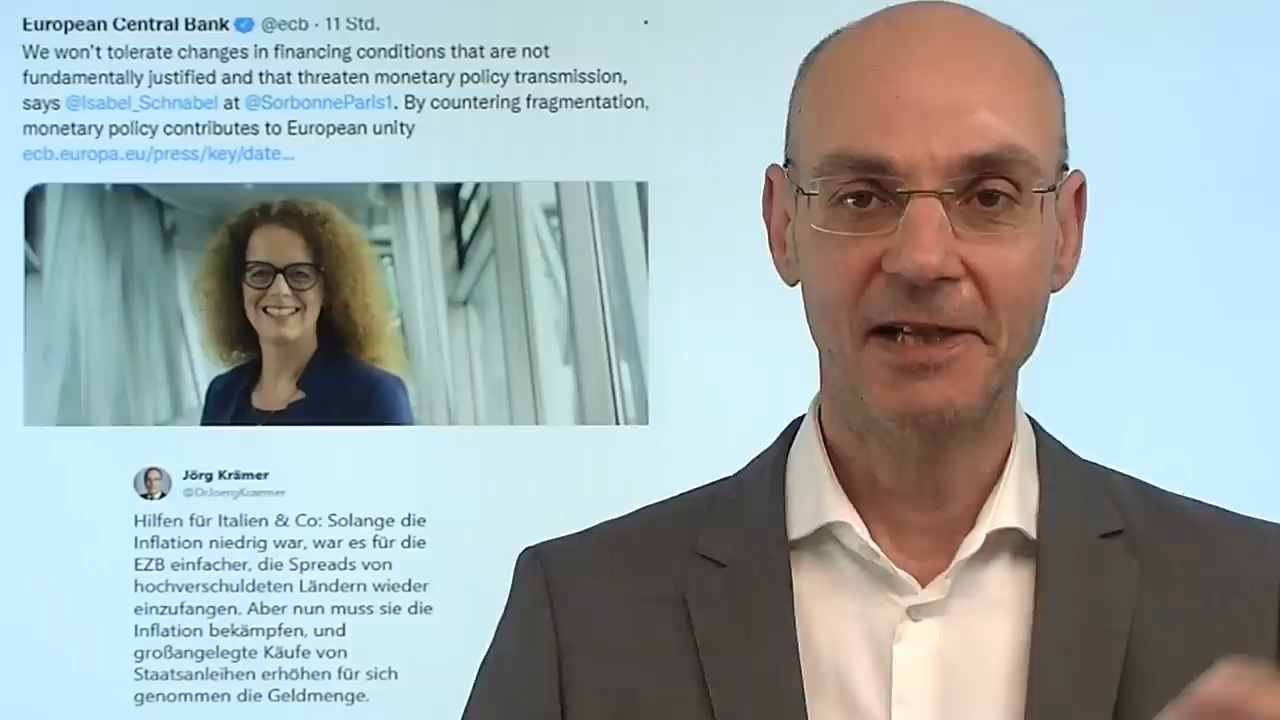 European Central Bank @ecb · 11 Std.
We won't tolerate changes in financing conditions that are not
fundamentally justified and that threaten monetary policy transmission,
says @Isabel_Schnabel at @SorbonneParis1. By countering fragmentation,
monetary policy contributes to European unity
ecb.europa.eu/press/key/date...
Jörg Krämer
@DrJoergKraemer
Hilfen für Italien & Co: Solange die
Inflation niedrig war, war es für die
EZB einfacher, die Spreads von
hochverschuldeten Ländern wieder
einzufangen. Aber nun muss sie die
Inflation bekämpfen, und
großangelegte Käufe von
Staatsanleihen erhöhen für sich
genommen die Geldmenge.